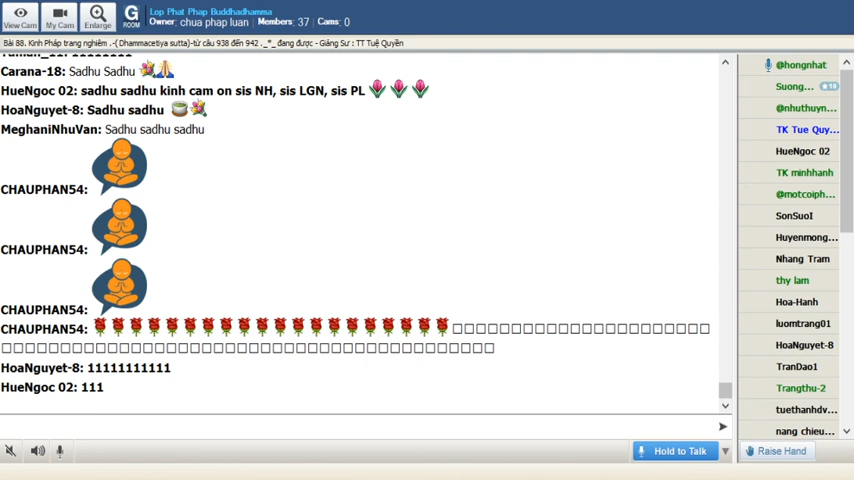 Lop Phat Phap Buddhadhamma
Owner: chua phap luan Members: 37 Cams: 0
View Cam
My Cam
Enlarge
G
ROOM
Bài 88. Kinh Pháp trang nghiêm .-( Dhammacetiya sutta)-từ câu 938 đến 942 ._*_ đang được - Giảng Sư : TT Tuệ Quyền
Carana-18: Sadhu Sadhu
HueNgoc 02: sadhu sadhu kinh cam on sis NH, sis LGN, sis PL
HoaNguyet-8: Sadhu sadhu
MeghaniNhuVan: Sadhu sadhu sadhu
CHAUPHAN54:
CHAUPHAN54:
CHAUPHAN54:
CHAUPHAN54:
HoaNguyet-8: 11111111111
HueNgoc 02: 111
@hongnhat
Suong... 18
@nhuthuyn...
TK Tue Quy...
HueNgoc 02
TK minhhanh
@motcoiph...
SonSuoI
Huyenmong...
Nhang Tram
thy lam
Hoa-Hanh
luomtrang01
HoaNguyet-8
TranDao1
Trangthu-2
tuethanhdv...
nang chieu...
Hold to Talk
Raise Hand